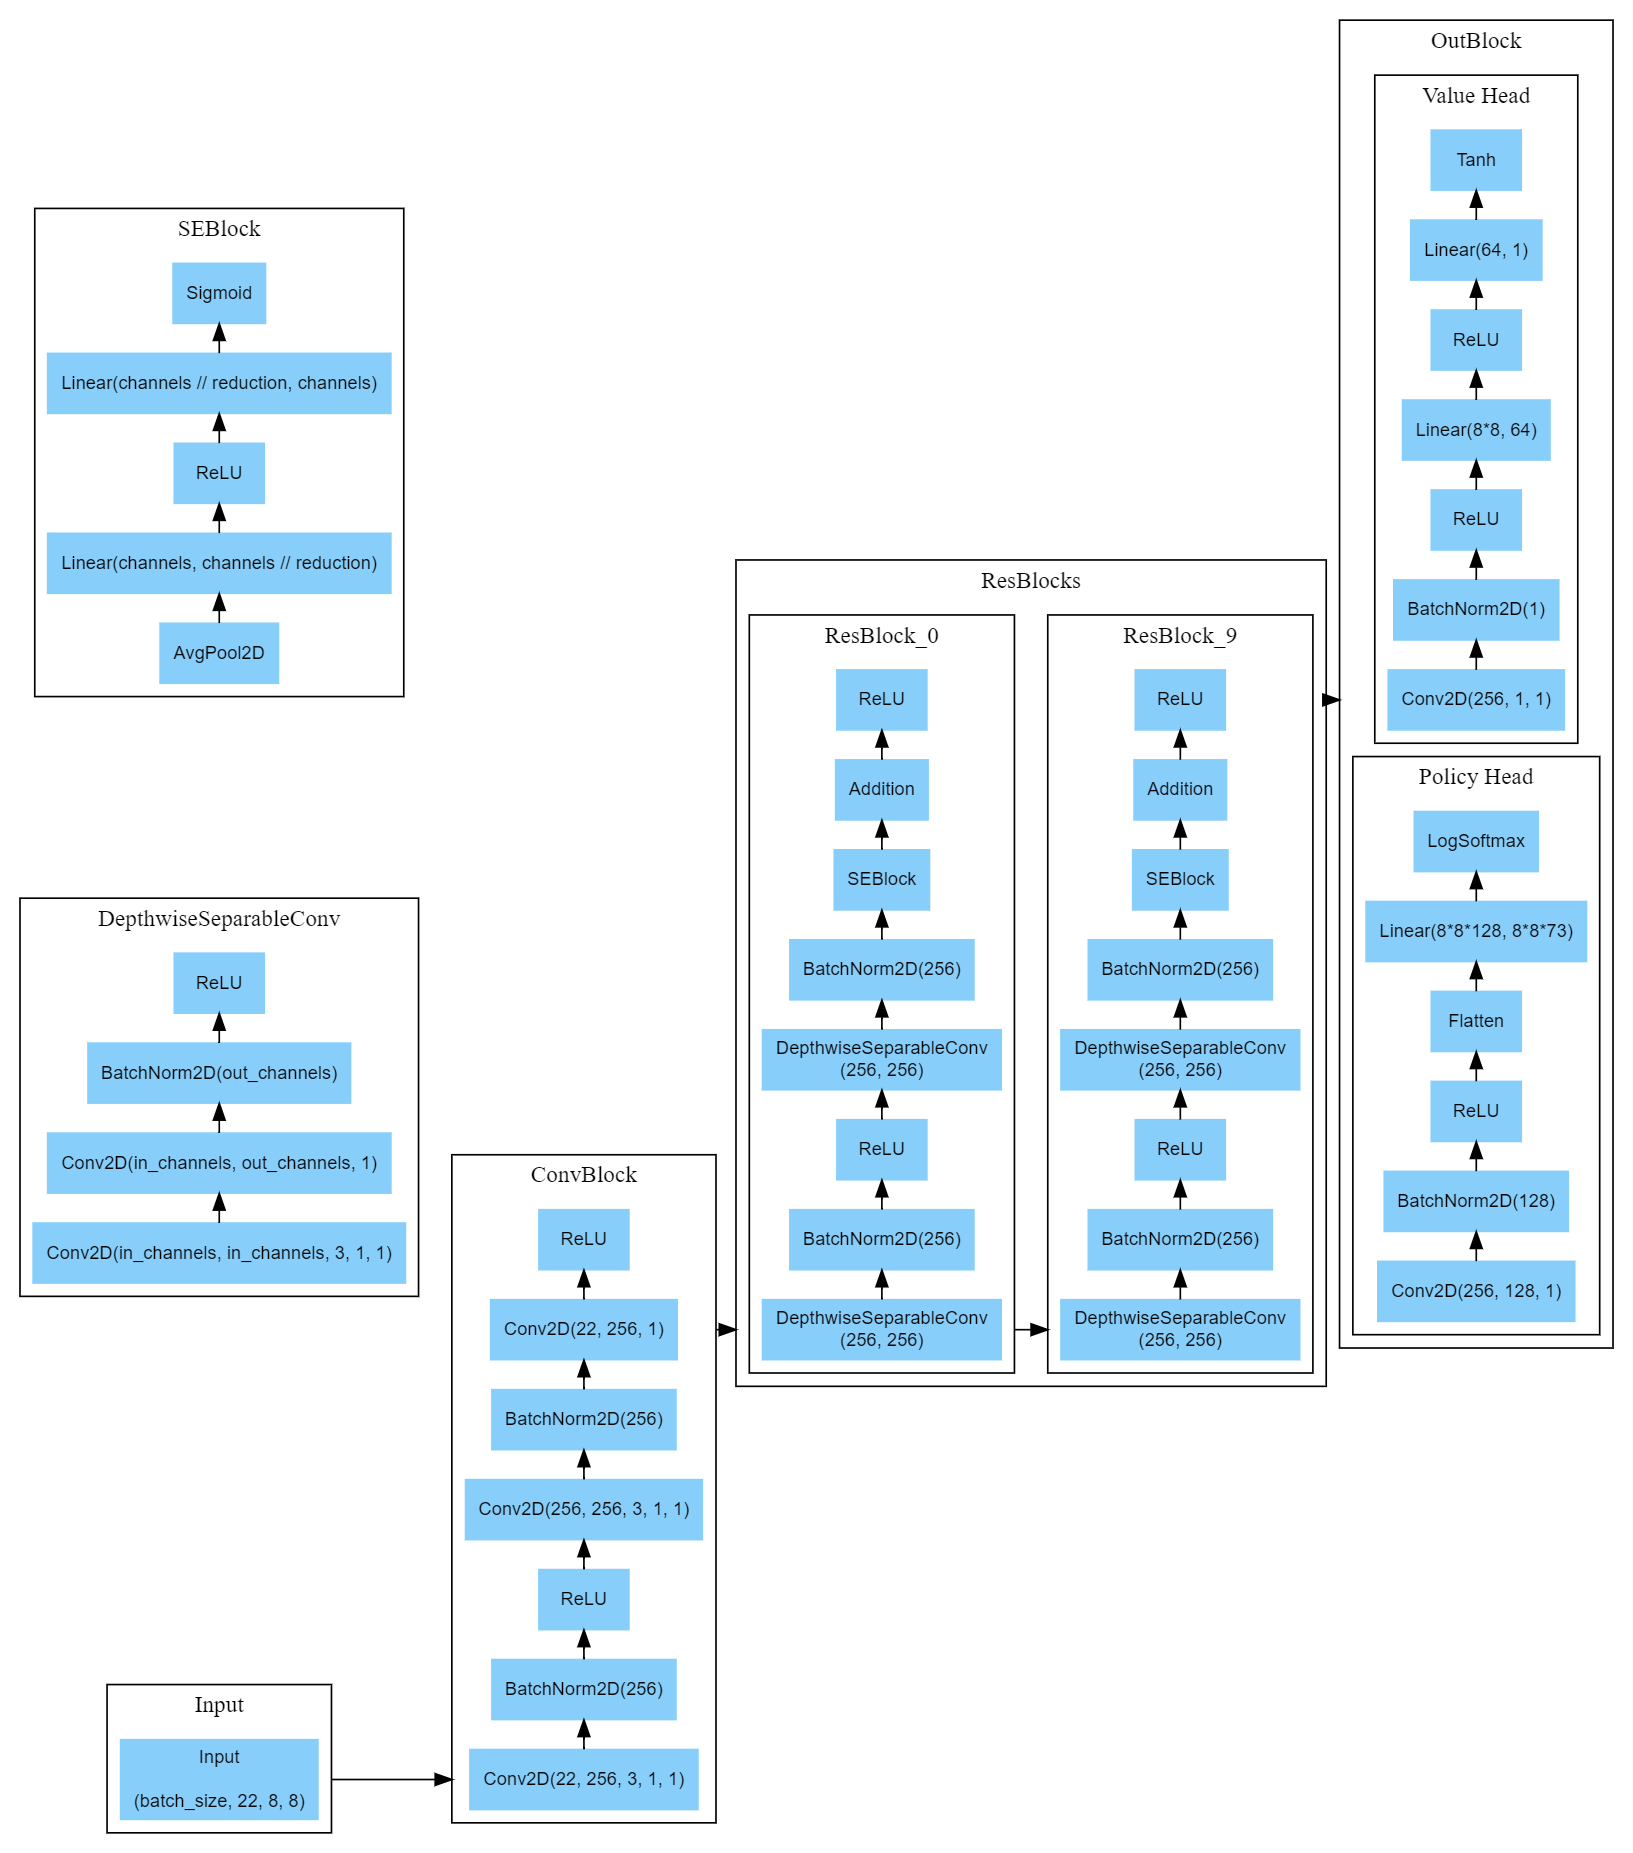 SEBlock
Sigmoid
Linear(channels // reduction, channels)
ReLU
Linear(channels, channels // reduction)
AvgPool2D
DepthwiseSeparableConv
ReLU
BatchNorm2D(out_channels)
Conv2D(in_channels, out_channels, 1)
Conv2D(in_channels, in_channels, 3, 1, 1)
Input
Input
(batch_size, 22, 8, 8)
ConvBlock
ReLU
Conv2D(22, 256, 1)
BatchNorm2D(256)
Conv2D(256, 256, 3, 1, 1)
ReLU
BatchNorm2D(256)
Conv2D(22, 256, 3, 1, 1)
ResBlocks
ResBlock_0
ReLU
Addition
SEBlock
BatchNorm2D(256)
DepthwiseSeparableConv
(256, 256)
ReLU
BatchNorm2D(256)
DepthwiseSeparableConv
(256, 256)
ResBlock_9
ReLU
Addition
SEBlock
BatchNorm2D(256)
DepthwiseSeparableConv
(256, 256)
ReLU
BatchNorm2D(256)
DepthwiseSeparableConv
(256, 256)
OutBlock
Value Head
Tanh
Linear(64, 1)
ReLU
Linear(8*8, 64)
ReLU
BatchNorm2D(1)
Conv2D(256, 1, 1)
Policy Head
LogSoftmax
Linear(8*8*128, 8*8*73)
Flatten
ReLU
BatchNorm2D(128)
Conv2D(256, 128, 1)